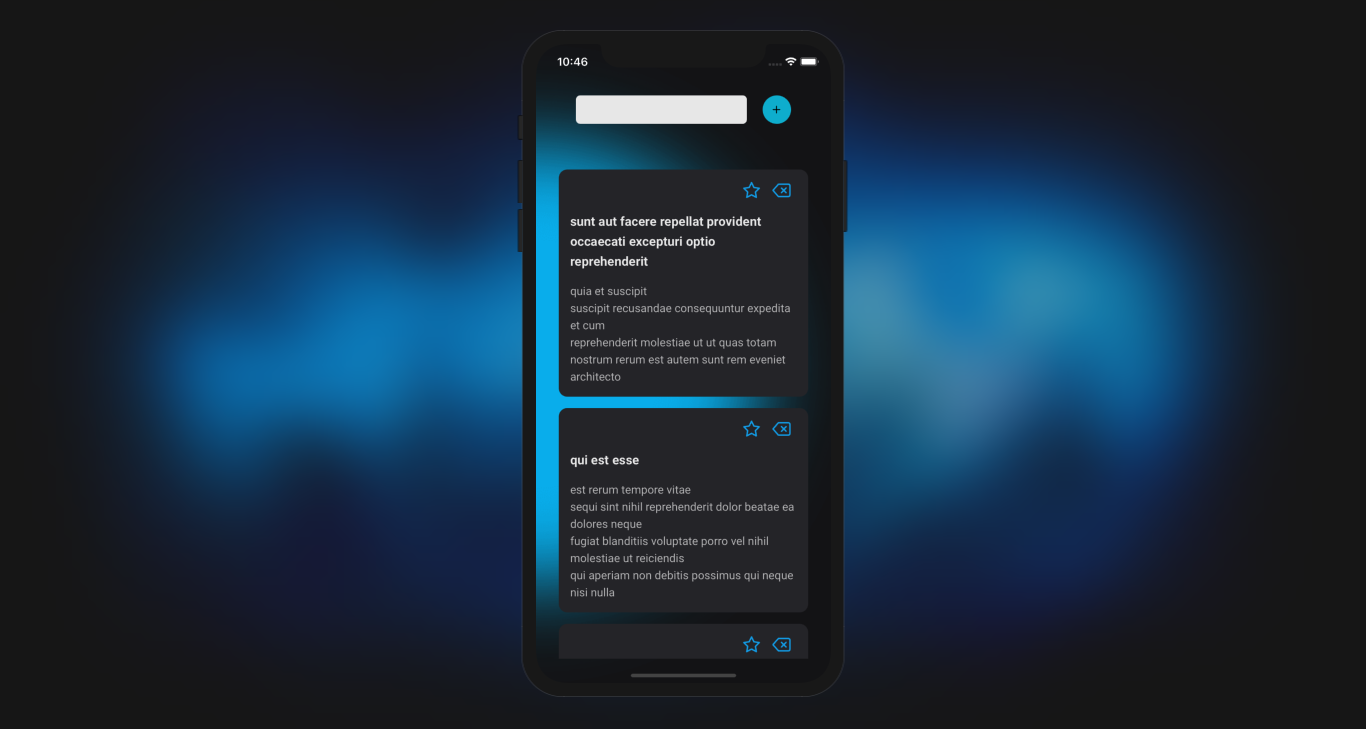 10:46
+
sunt aut facere repellat provident
occaecati excepturi optio
reprehenderit
quia et suscipit
suscipit recusandae consequuntur expedita
et cum
reprehenderit molestiae ut ut quas totam
nostrum rerum est autem sunt rem eveniet
architecto
qui est esse
est rerum tempore vitae
sequi sint nihil reprehenderit dolor beatae ea
dolores neque
fugiat blanditiis voluptate porro vel nihil
molestiae ut reiciendis
qui aperiam non debitis possimus qui neque
nisi nulla